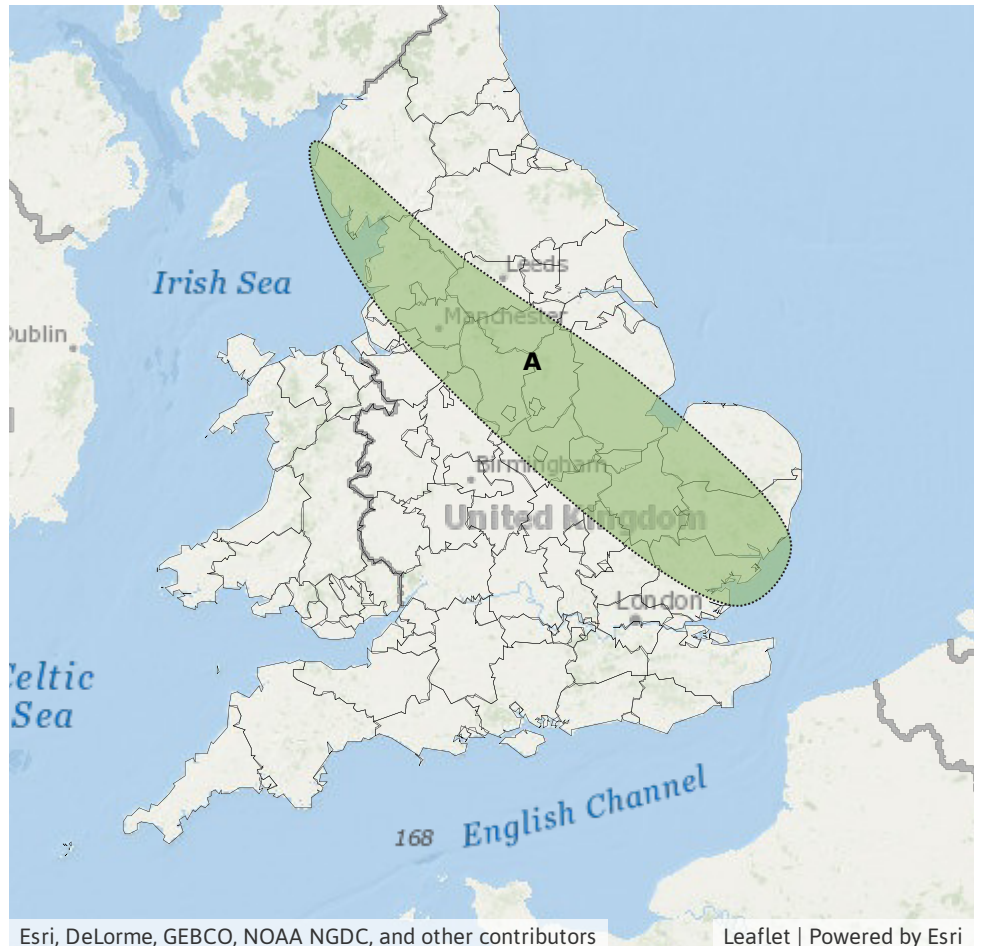 Leeds
Irish Sea
Manchester
Dublin
A
Birmingham
United Kingdom
London
Celtic
Sea
English Channel
168
Esri, DeLorme, GEBCO, NOAA NGDC, and other contributors
Leaflet | Powered by Esri